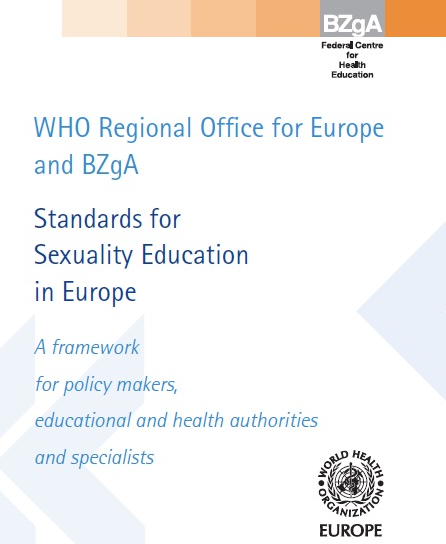 BZgA
Federal Centre
for
Health
Education
WHO Regional Office for Europe
and BZgA
Standards for
Sexuality Education
in Europe
A framework
for policy makers,
educational and health authorities
and specialists
WORLD HEALTH
ORGANIZATION
EUROPE